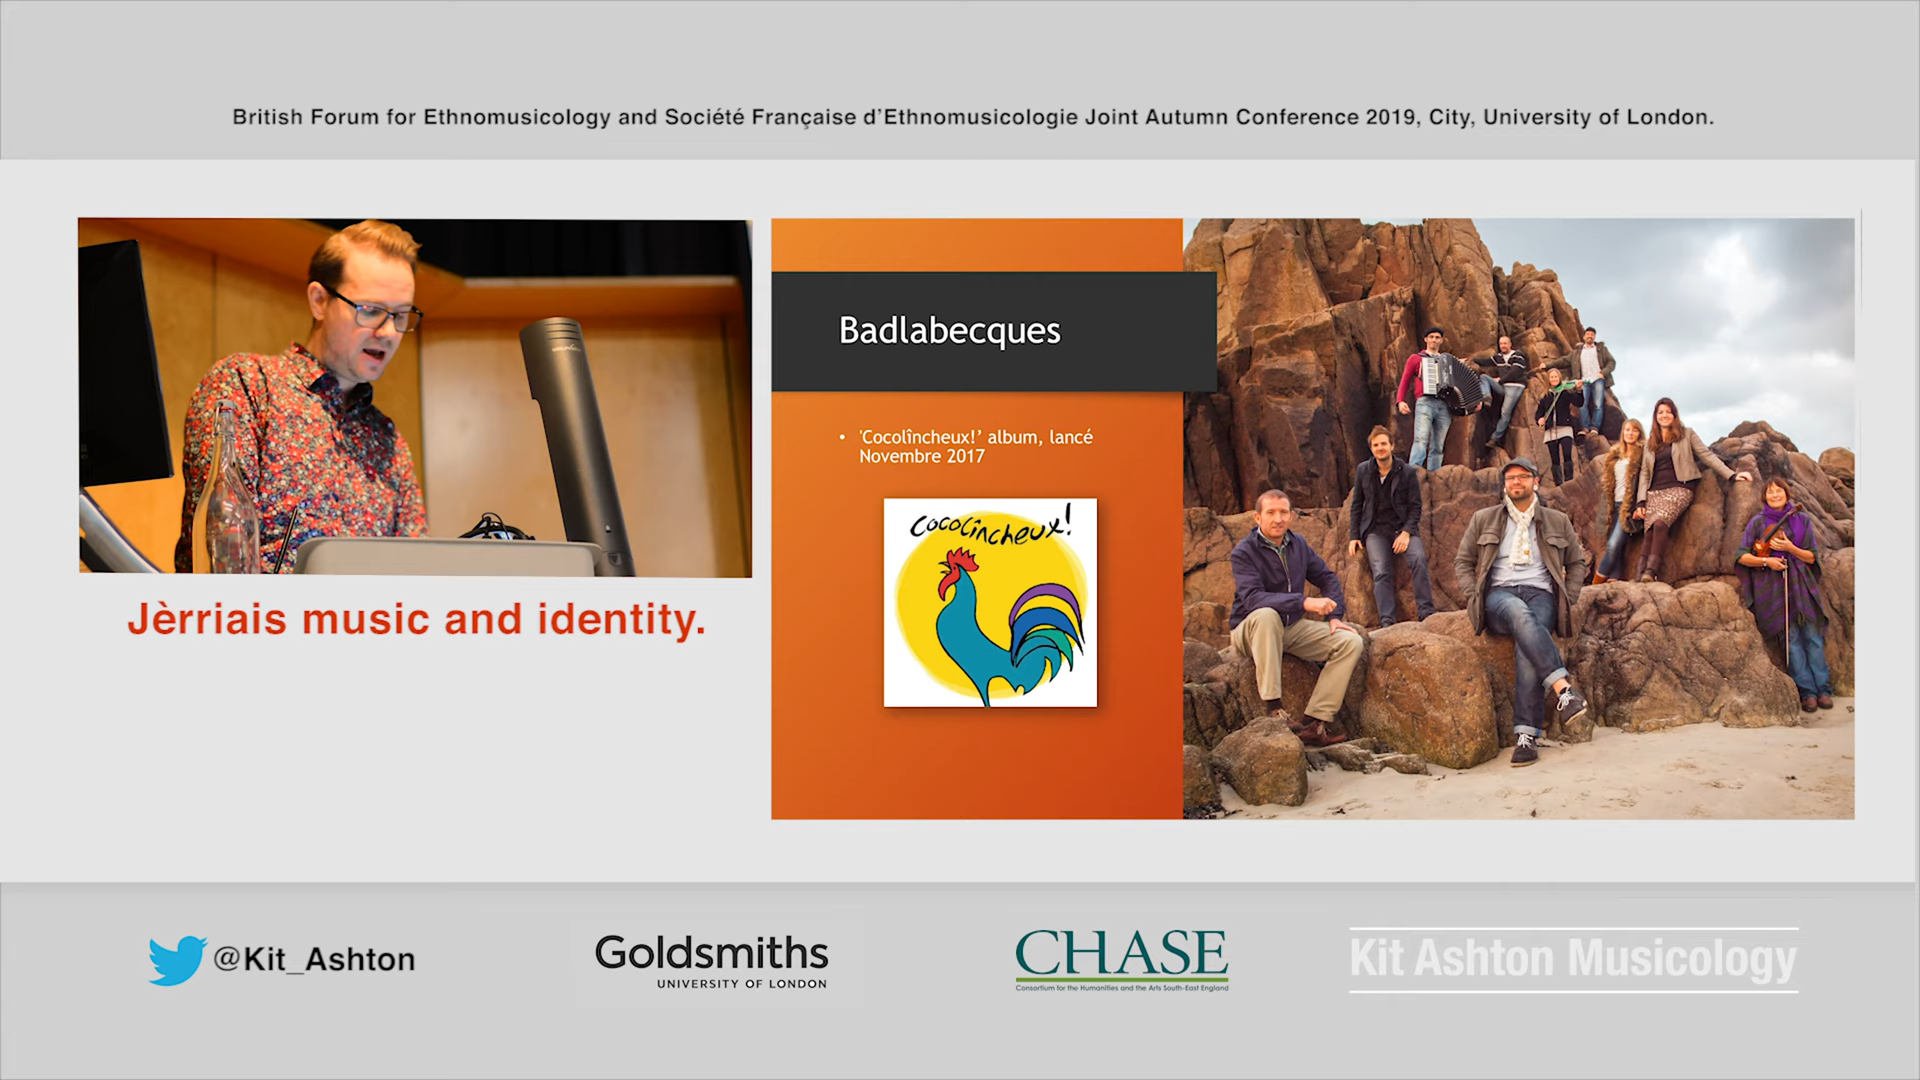 British Forum for Ethnomusicology and Société Française d'Ethnomusicologie Joint Autumn Conference 2019, City, University of London.
Badlabecques
• 'Cocolîncheux!’ album, lancé
Novembre 2017
cocolîncheux!
Jèrriais music and identity.
@Kit_Ashton
Goldsmiths
UNIVERSITY OF LONDON
CHASE
Consortium for the Humanities and the Arts South-East England
Kit Ashton Musicology